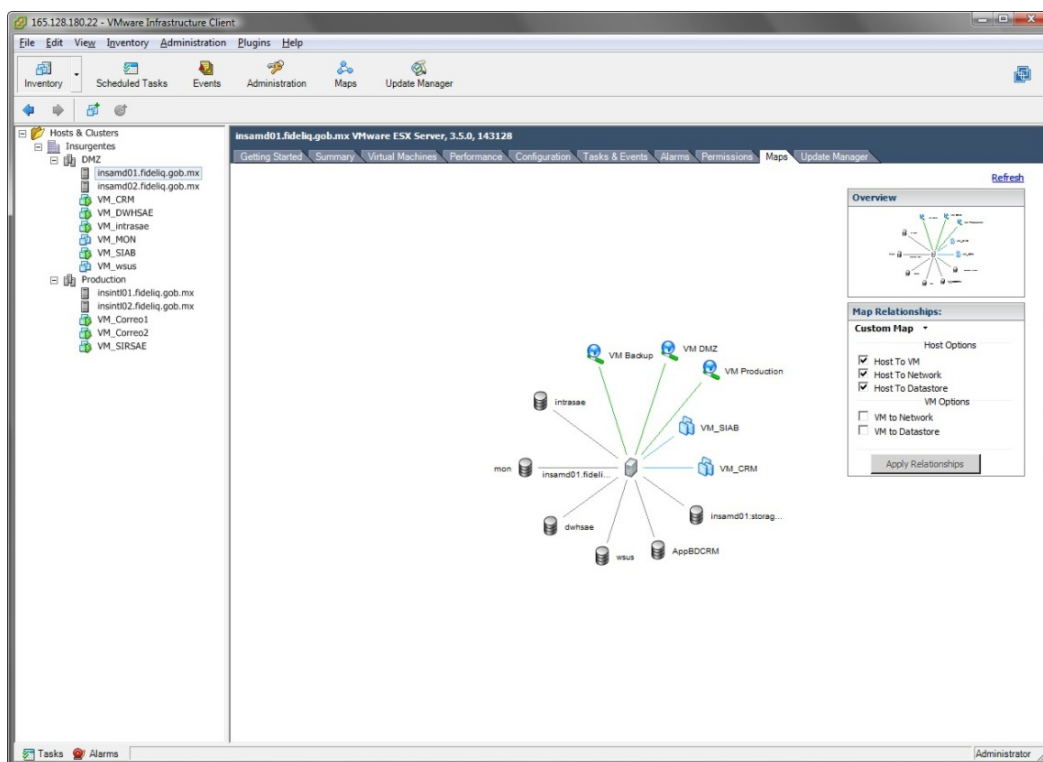 165.128.180.22 - VMware Infrastructure Client
File Edit View Inventory Administration Plugins Help
Inventory Scheduled Tasks Events Administration Maps Update Manager
Hosts & Clusters
Insurgentes
DMZ
insamd01.fideliq.gob.mx
insamd02.fideliq.gob.mx
VM_CRM
VM_DWHSAE
VM_intrasae
VM_MON
VM_SIAB
VM_wsus
Production
insintl01.fideliq.gob.mx
insintl02.fideliq.gob.mx
VM_Correo1
VM_Correo2
VM_SIRSAE
insamd01.fideliq.gob.mx VMware ESX Server, 3.5.0, 143128
Getting Started Summary Virtual Machines Performance Configuration Tasks & Events Alarms Permissions Maps Update Manager
Refresh
VM Backup
VM DMZ
VM Production
intrasae
VM_SIAB
mon
insamd01.fideli...
VM_CRM
insamd01:storag...
dwhsae
wsus
AppBDCRM
Overview
Map Relationships:
Custom Map
Host Options
Host To VM
Host To Network
Host To Datastore
VM Options
VM to Network
VM to Datastore
Apply Relationships
Tasks Alarms
Administrator